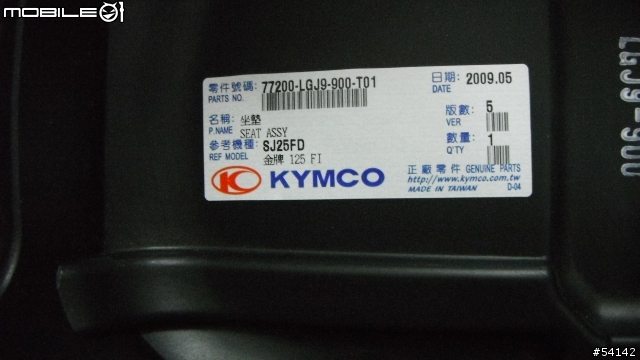 MOBILE01
零件號碼: 77200-LGJ9-900-T01
PARTS NO.
日期: 2009.05
DATE
名稱: 坐墊
P.NAME SEAT ASSY
版數: 5
VER
參考機種: SJ25FD
REF MODEL 金牌 125 FI
數量: 1
Q'TY
KYMCO
正廠零件 GENUINE PARTS
http://www.kymco.com.tw
MADE IN TAIWAN D-04
LGJ9-900
#54142